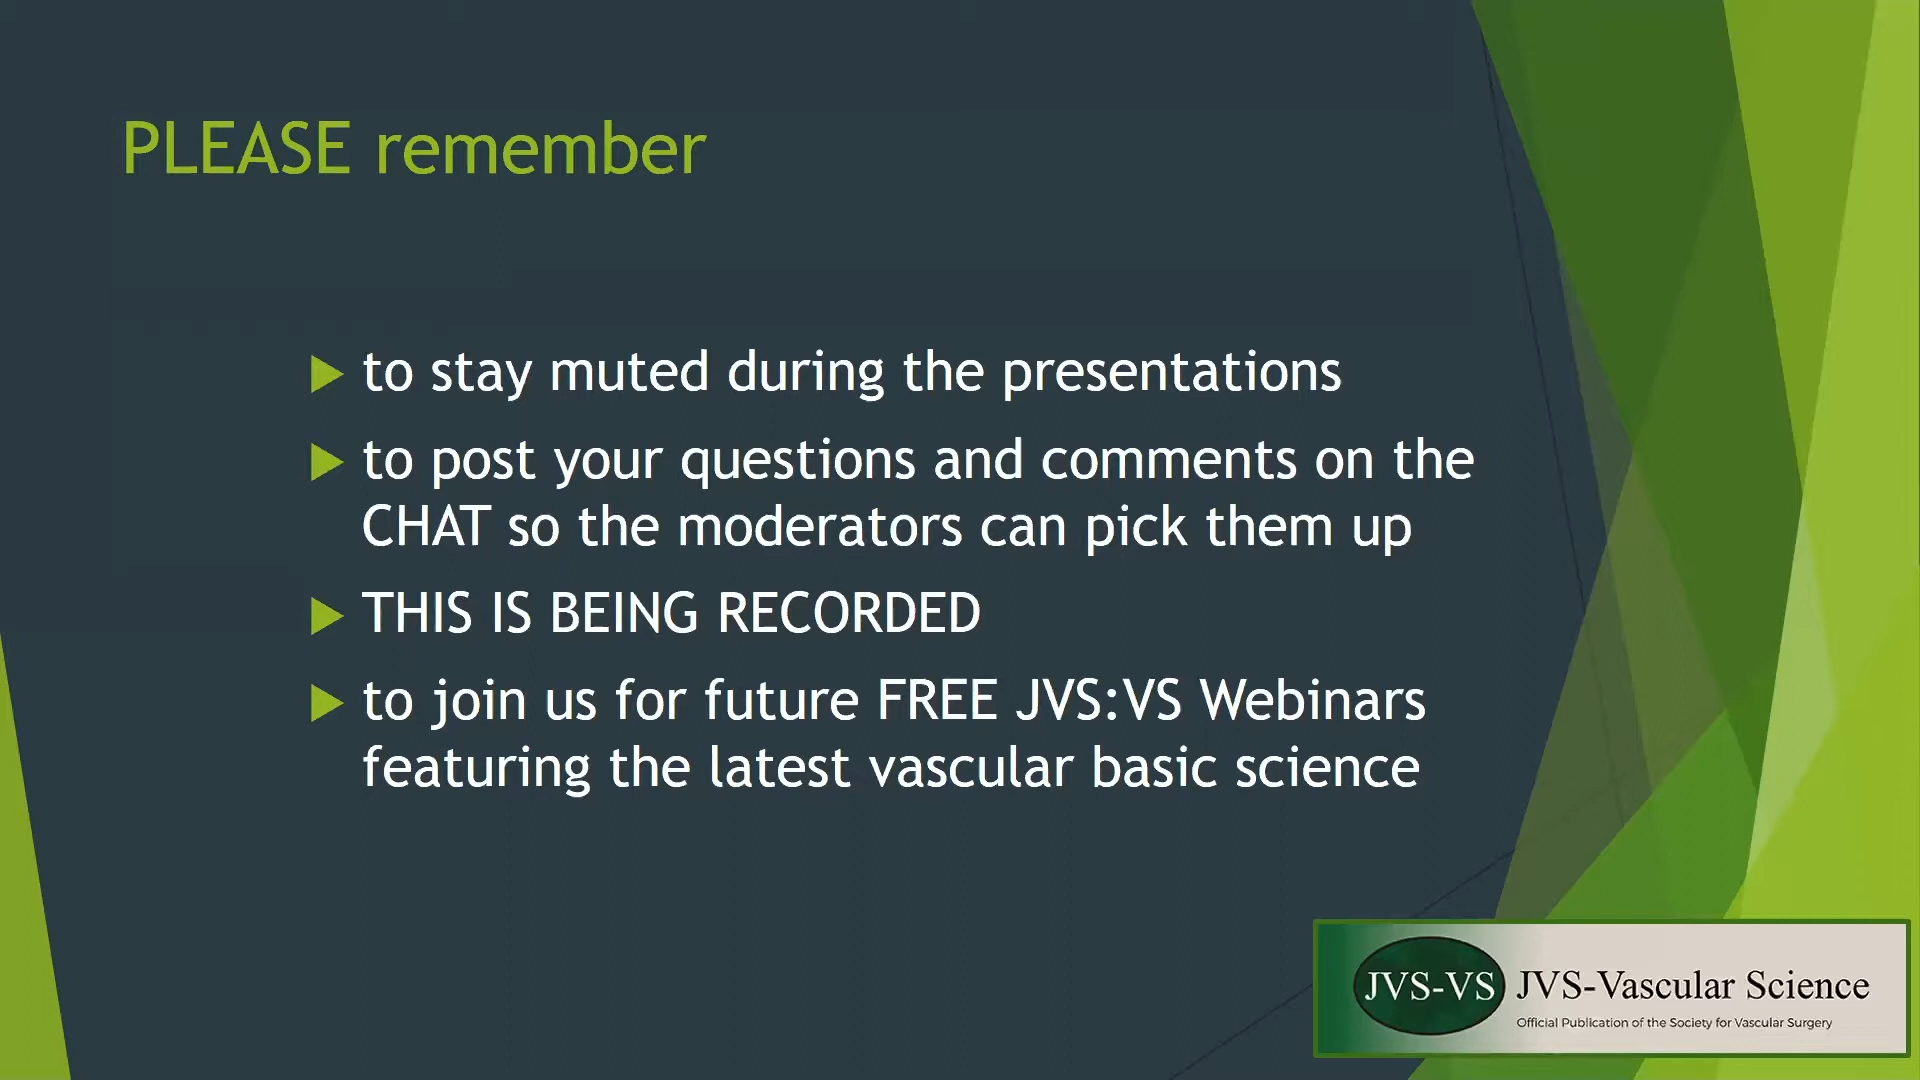 PLEASE remember
to stay muted during the presentations
to post your questions and comments on the
CHAT so the moderators can pick them up
THIS IS BEING RECORDED
to join us for future FREE JVS:VS Webinars
featuring the latest vascular basic science
JVS-VS JVS-Vascular Science
Official Publication of the Society for Vascular Surgery